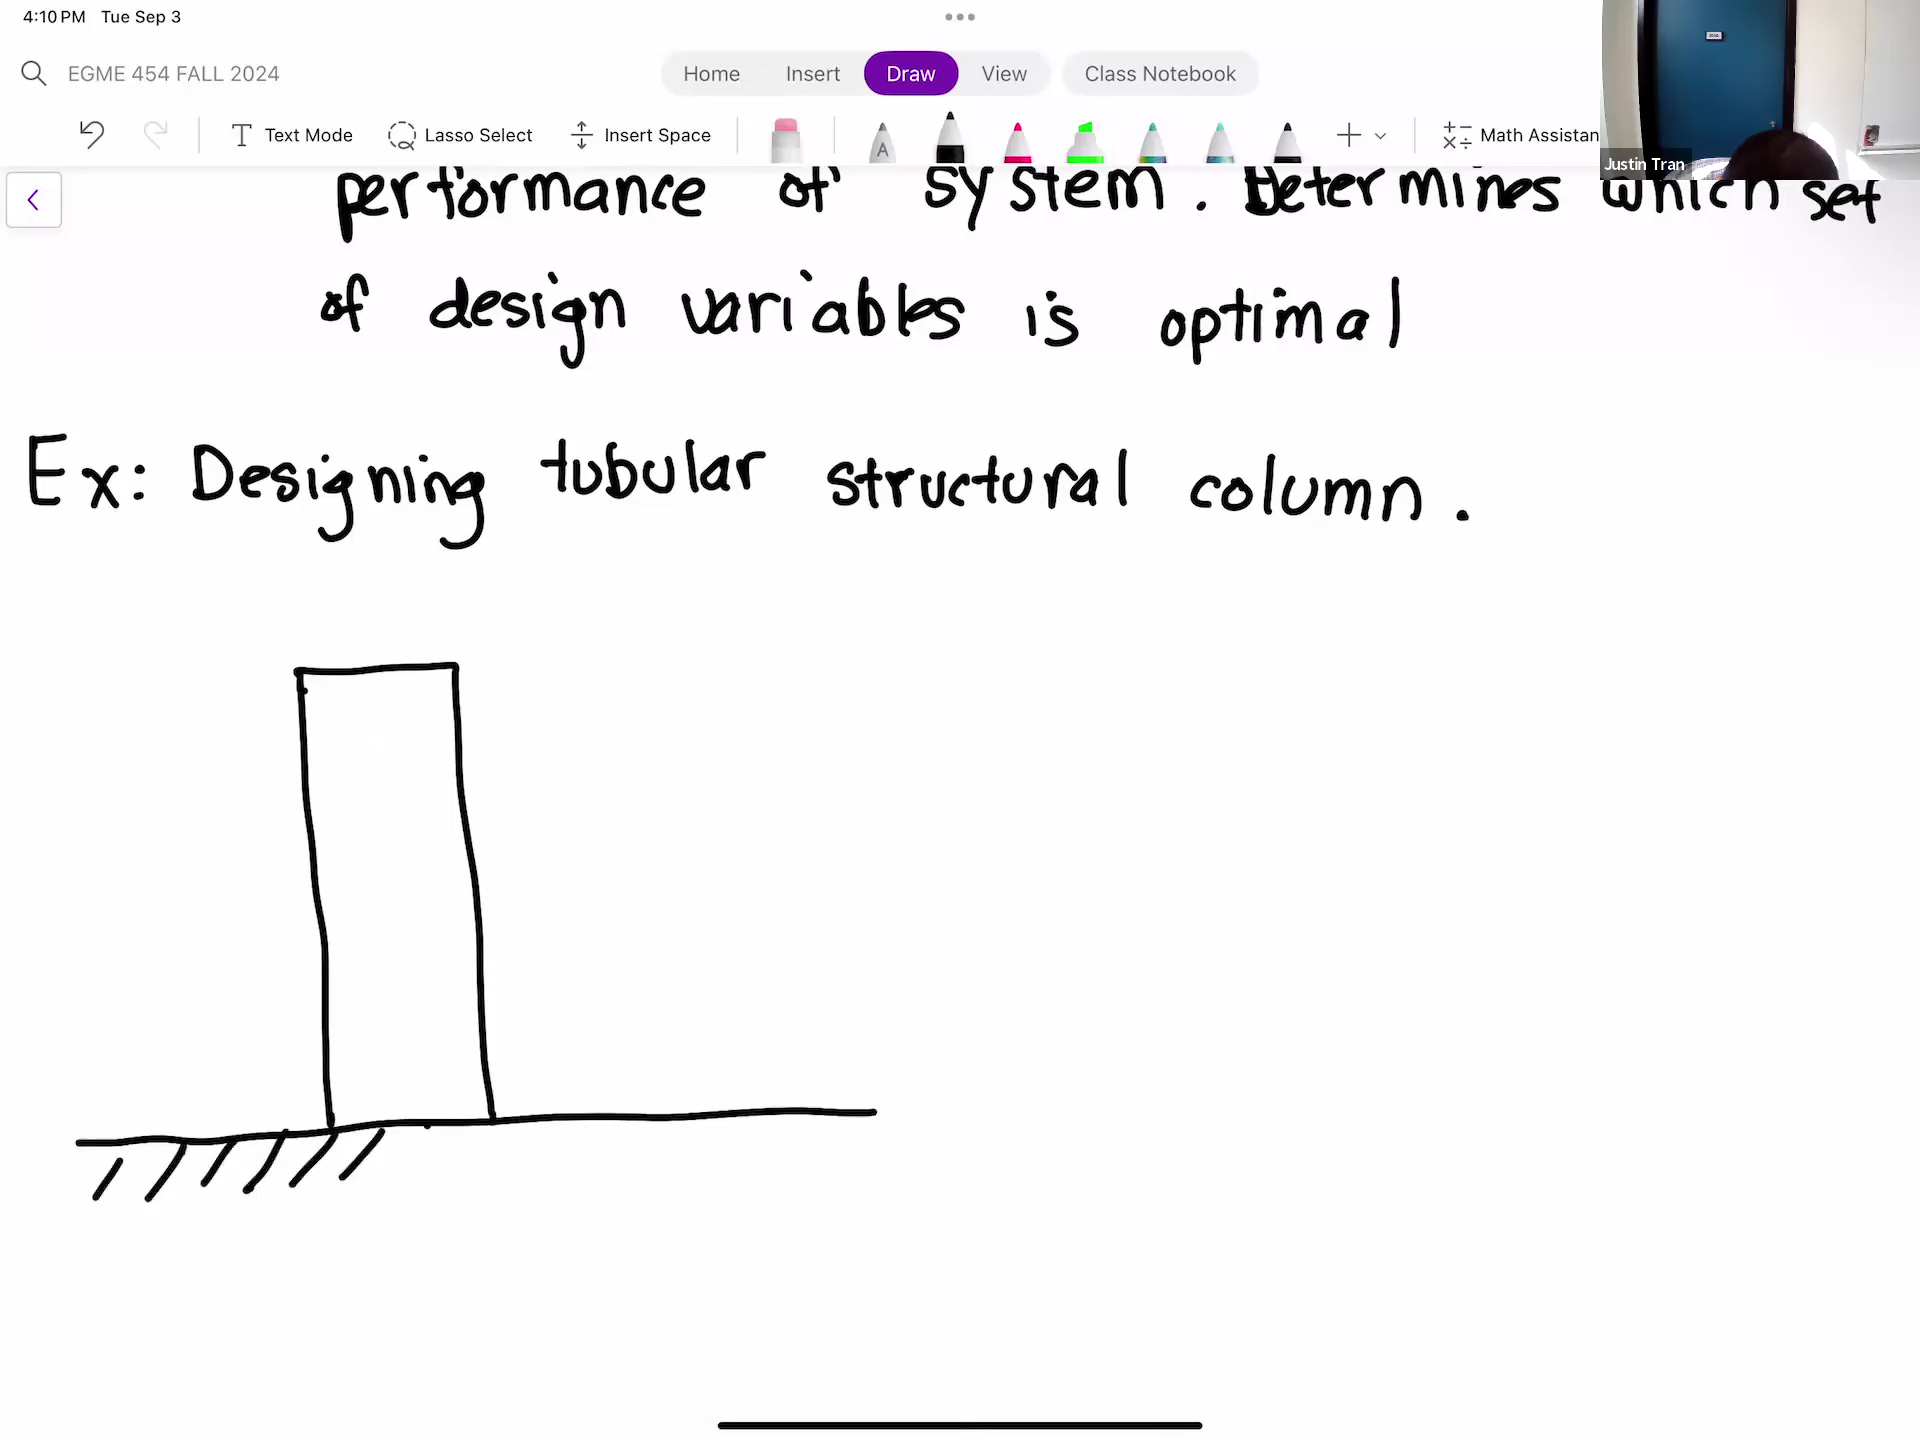 4:10 PM Tue Sep 3
EGME 454 FALL 2024
Home Insert Draw View Class Notebook
Text Mode Lasso Select Insert Space A Math Assistan
Justin Tran
performance of system. Determines which set
of design variables is optimal
Ex: Designing tubular structural column.